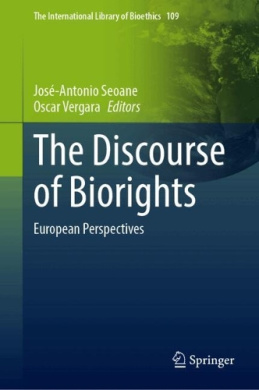 The International Library of Bioethics 109
José-Antonio Seoane
Oscar Vergara Editors
The Discourse
of Biorights
European Perspectives
Springer